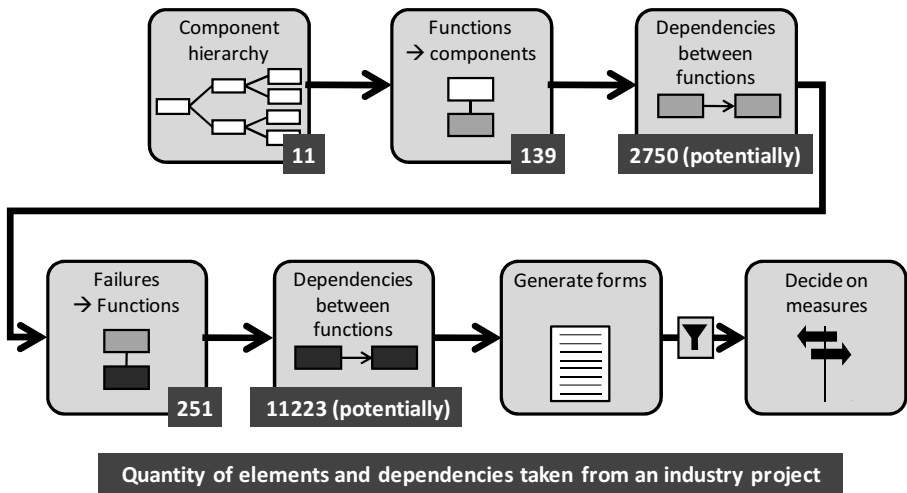 Component
hierarchy
11
Functions
→ components
139
Dependencies
between
functions
2750 (potentially)
Failures
→ Functions
251
Dependencies
between
functions
11223 (potentially)
Generate forms
Decide on
measures
Quantity of elements and dependencies taken from an industry project